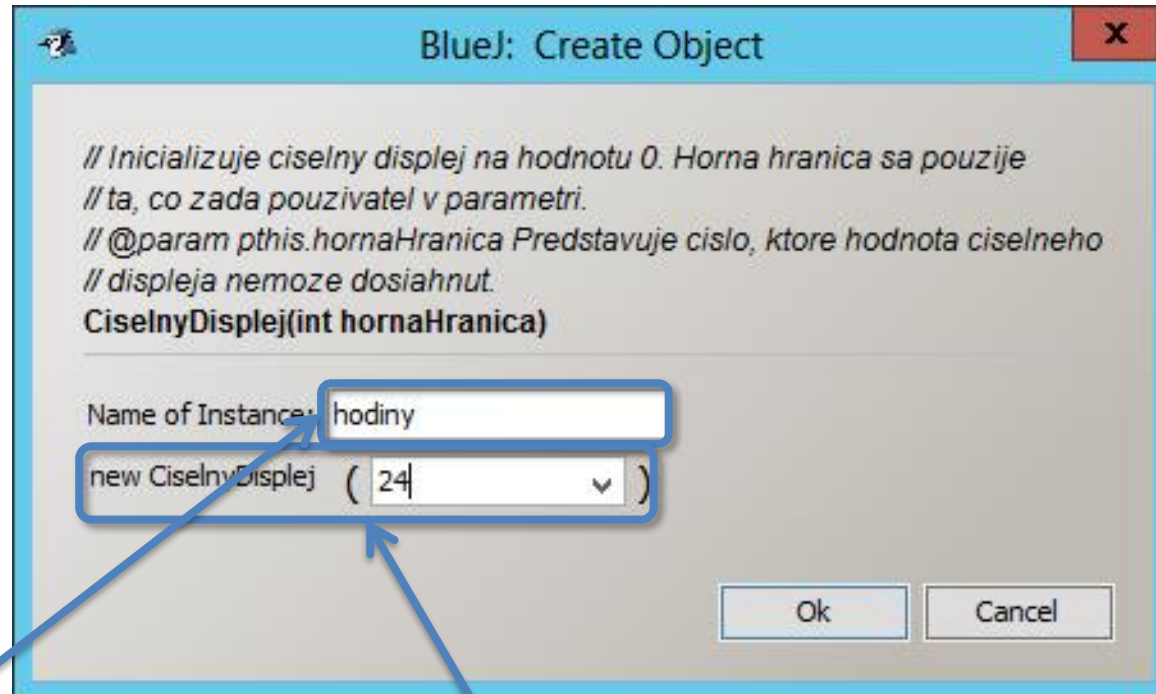 BlueJ: Create Object
x
// Inicializuje ciselny displej na hodnotu 0. Horna hranica sa pouzije
// ta, co zada pouzivatel v parametri.
// @param pthis.hornaHranica Predstavuje cislo, ktore hodnota ciselneho
// displeja nemoze dosiahnut.
CiselnyDisplej(int hornaHranica)
Name of Instance: hodiny
new CiselnyDisplej ( 24 )
Ok Cancel